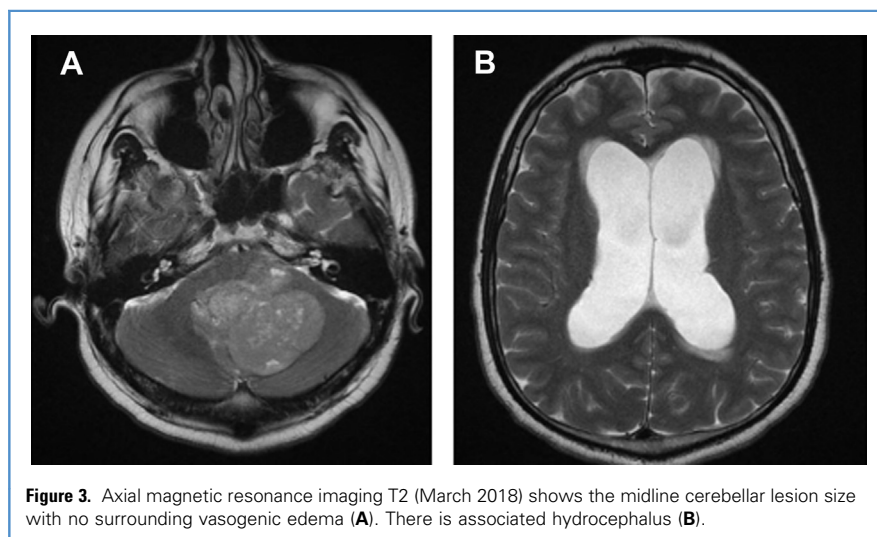 A
B
Figure 3. Axial magnetic resonance imaging T2 (March 2018) shows the midline cerebellar lesion size
with no surrounding vasogenic edema (A). There is associated hydrocephalus (B).